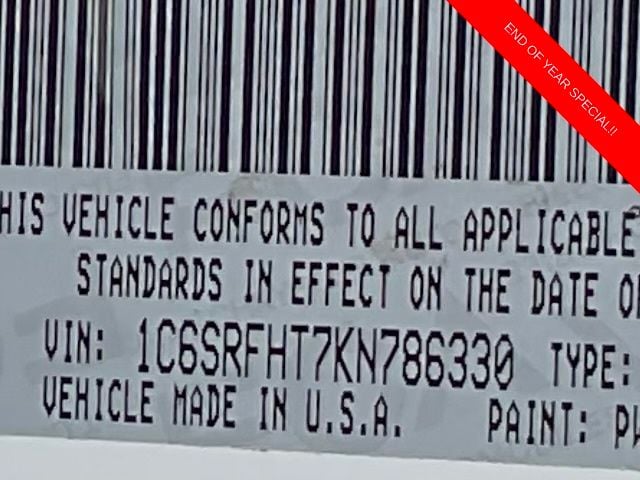 END OF YEAR SPECIAL!!
HIS VEHICLE CONFORMS TO ALL APPLICABLE
STANDARDS IN EFFECT ON THE DATE
VIN: 1C6SRFHT7KN786330 TYPE:
VEHICLE MADE IN U.S.A. PAINT: